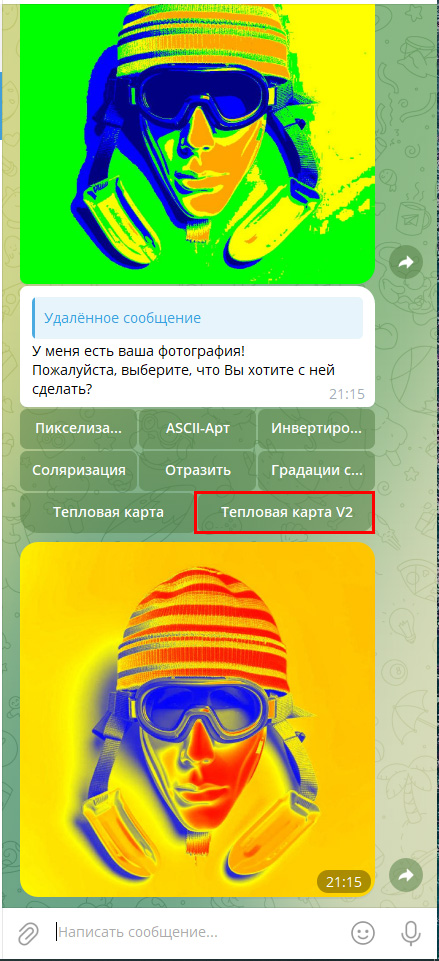 Удалённое сообщение
У меня есть ваша фотография!
Пожалуйста, выберите, что Вы хотите с ней
сделать?
21:15
Пикселиза... ASCII-Арт Инвертиро...
Соляризация Отразить Градации с...
Тепловая карта Тепловая карта V2
21:15
Написать сообщение...